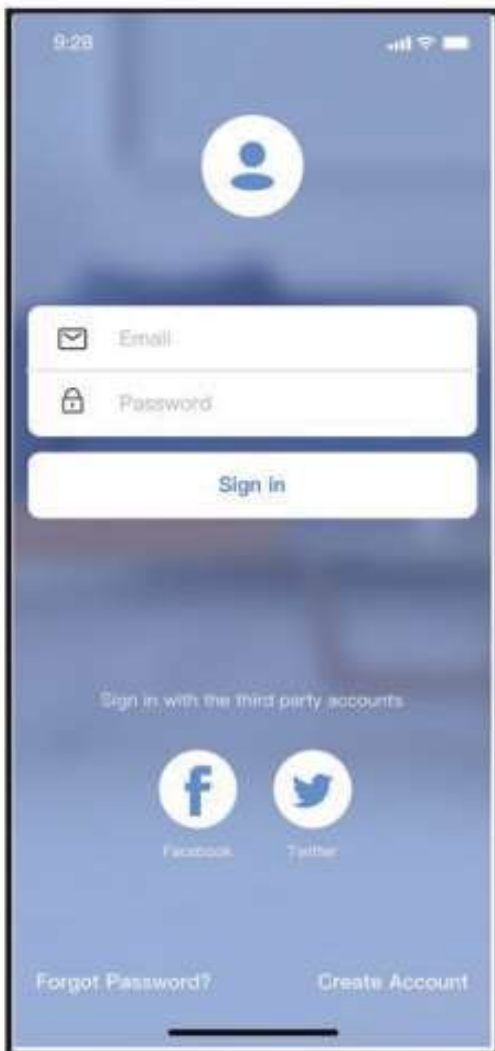 9:28
Email
Password
Sign in
Sign in with the third party accounts
Facebook Twitter
Forgot Password? Create Account